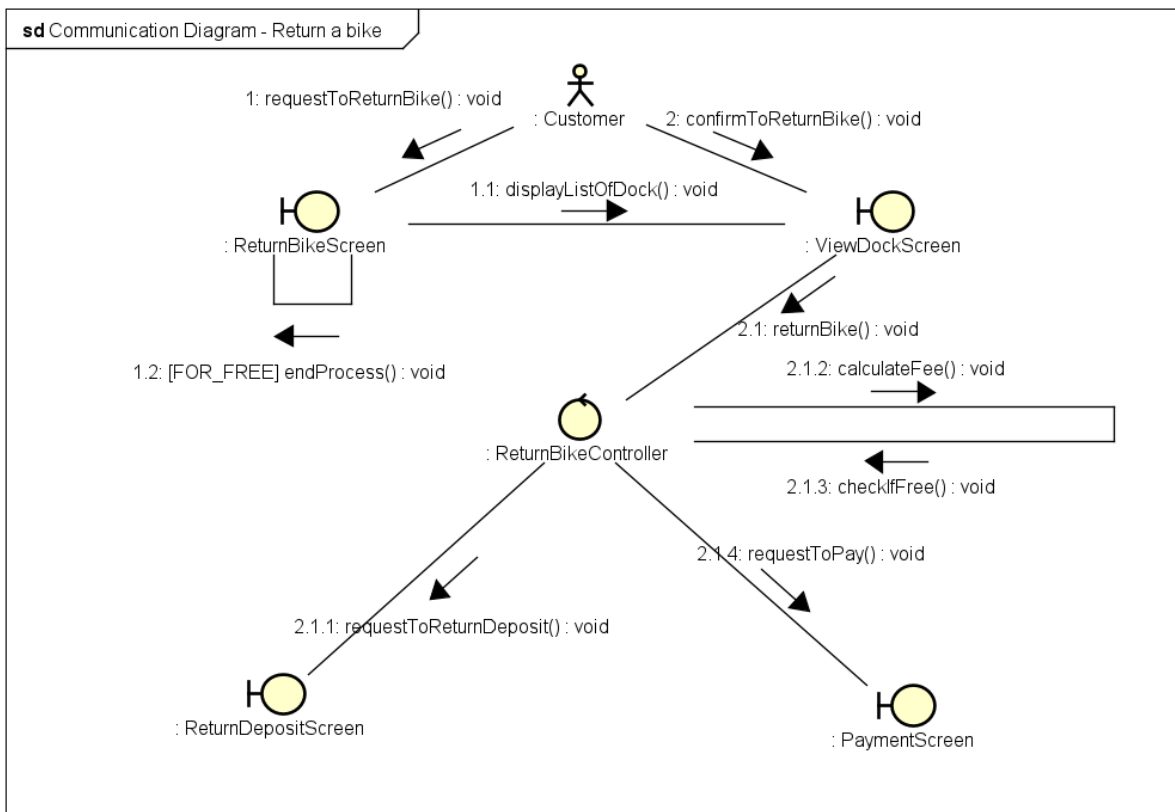 sd Communication Diagram - Return a bike
1: requestToReturnBike() : void
: Customer
2: confirmToReturnBike() : void
1.1: displayListOfDock() : void
: ReturnBikeScreen
: ViewDockScreen
2.1: returnBike() : void
1.2: [FOR_FREE] endProcess() : void
2.1.2: calculateFee() : void
: ReturnBikeController
2.1.3: checkIfFree() : void
2.1.4: requestToPay() : void
2.1.1: requestToReturnDeposit() : void
: ReturnDepositScreen
: PaymentScreen